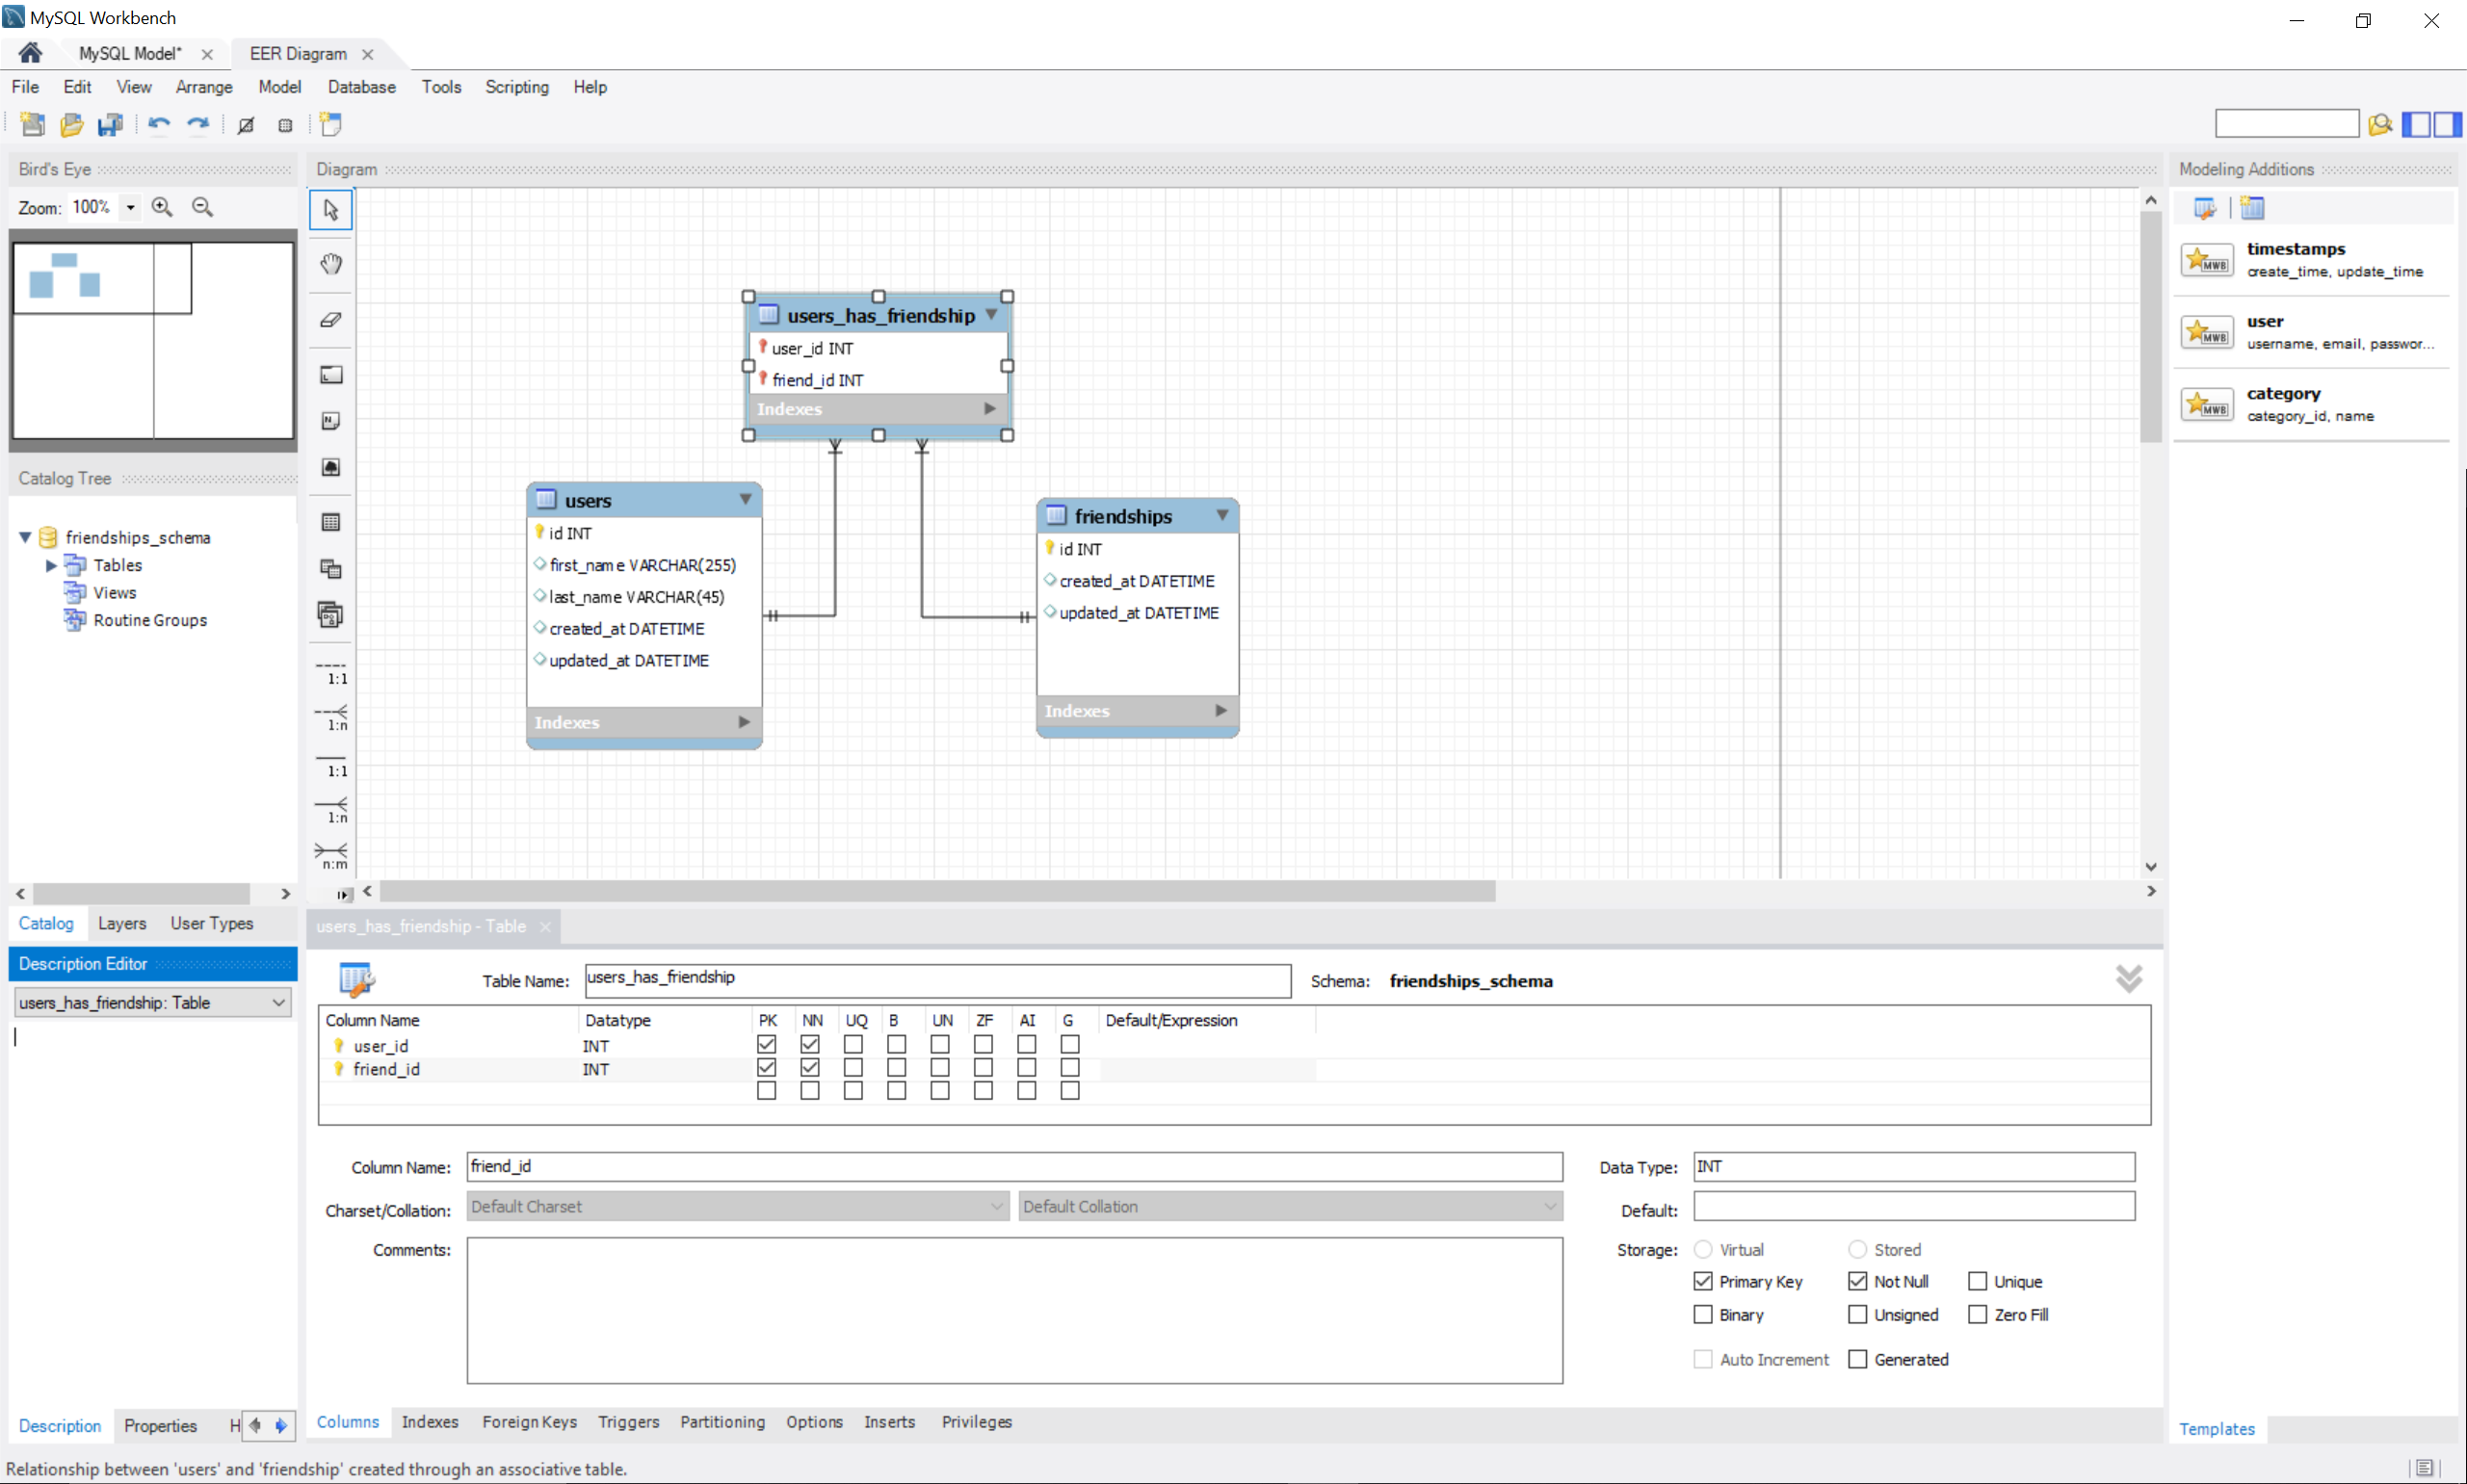 MySQL Workbench
MySQL Model*
EER Diagram
File Edit View Arrange Model Database Tools Scripting Help
Bird's Eye
Zoom: 100%
Catalog Tree
friendships_schema
Tables
Views
Routine Groups
Catalog Layers User Types
Description Editor
users_has_friendship: Table
Description Properties H
Diagram
1:1
1:n
1:1
1:n
n:m
users_has_friendship
user_id INT
friend_id INT
Indexes
users
id INT
first_name VARCHAR(255)
last_name VARCHAR(45)
created_at DATETIME
updated_at DATETIME
Indexes
friendships
id INT
created_at DATETIME
updated_at DATETIME
Indexes
Modeling Additions
MWB
timestamps
create_time, update_time
MWB
user
username, email, passwor...
MWB
category
category_id, name
Templates
users_has_friendship - Table
Table Name: users_has_friendship Schema: friendships_schema
Column Name Datatype PK NN UQ B UN ZF AI G Default/Expression
user_id INT
friend_id INT
Column Name: friend_id Data Type: INT
Charset/Collation: Default Charset Default Collation Default:
Comments: Storage: Virtual Stored
Primary Key Not Null Unique
Binary Unsigned Zero Fill
Auto Increment Generated
Columns Indexes Foreign Keys Triggers Partitioning Options Inserts Privileges
Relationship between 'users' and 'friendship' created through an associative table.